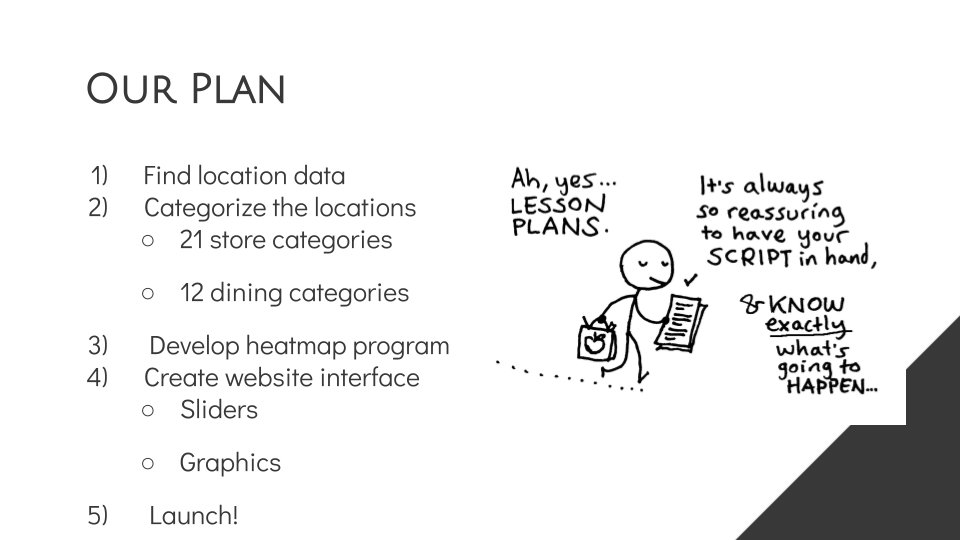 Our Plan
1) Find location data
2) Categorize the locations
○ 21 store categories
○ 12 dining categories
3) Develop heatmap program
4) Create website interface
○ Sliders
○ Graphics
5) Launch!
Ah, yes...
LESSON
PLANS.
It's always
so reassuring
to have your
SCRIPT in hand,
& KNOW
exactly
what's
going to
HAPPEN...